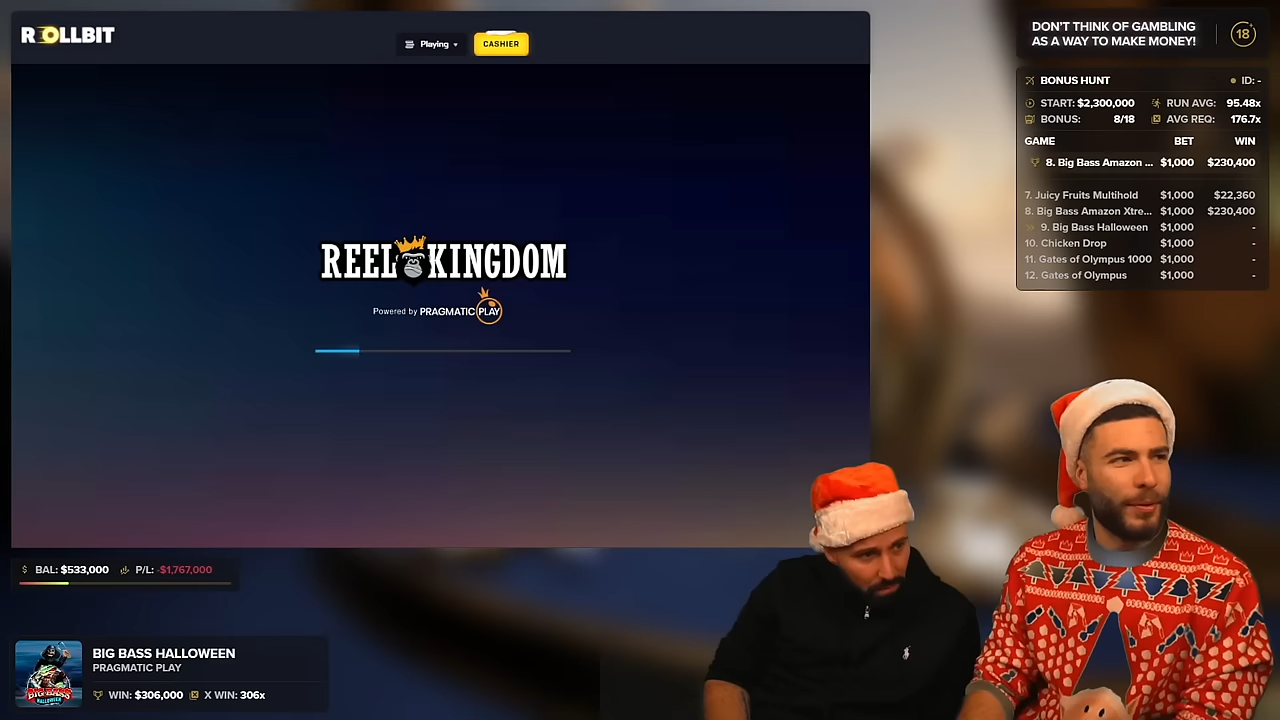 ROLLBIT
Playing
CASHIER
REEL KINGDOM
Powered by PRAGMATIC PLAY
DON'T THINK OF GAMBLING
AS A WAY TO MAKE MONEY!
18+
BONUS HUNT
ID: -
START: $2,300,000
RUN AVG: 95.48x
BONUS: 8/18
AVG REQ: 176.7x
GAME BET WIN
8. Big Bass Amazon ... $1,000 $230,400
7. Juicy Fruits Multihold $1,000 $22,360
8. Big Bass Amazon Xtre... $1,000 $230,400
9. Big Bass Halloween $1,000 -
10. Chicken Drop $1,000 -
11. Gates of Olympus 1000 $1,000 -
12. Gates of Olympus $1,000 -
BAL: $533,000 P/L: -$1,767,000
BIG BASS HALLOWEEN
PRAGMATIC PLAY
WIN: $306,000 X WIN: 306x
BIG BASS
HALLOWEEN